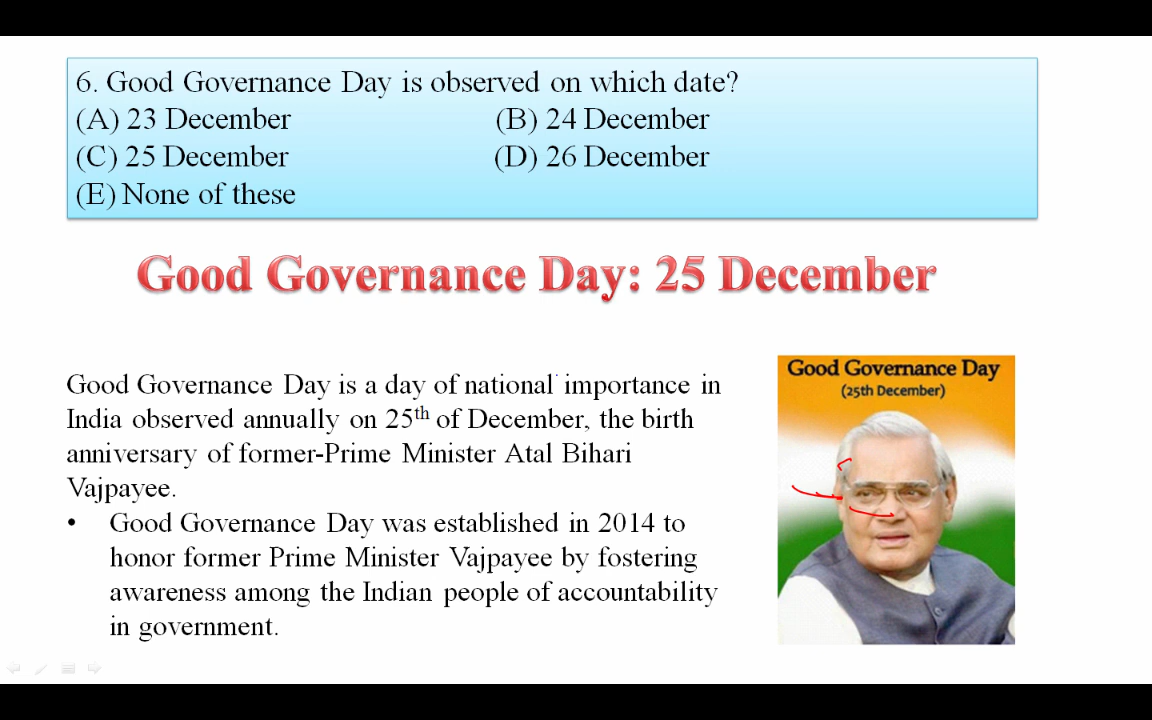 6. Good Governance Day is observed on which date?
(A) 23 December (B) 24 December
(C) 25 December (D) 26 December
(E) None of these
Good Governance Day: 25 December
Good Governance Day is a day of national importance in
India observed annually on 25th of December, the birth
anniversary of former-Prime Minister Atal Bihari
Vajpayee.
• Good Governance Day was established in 2014 to
honor former Prime Minister Vajpayee by fostering
awareness among the Indian people of accountability
in government.
Good Governance Day
(25th December)